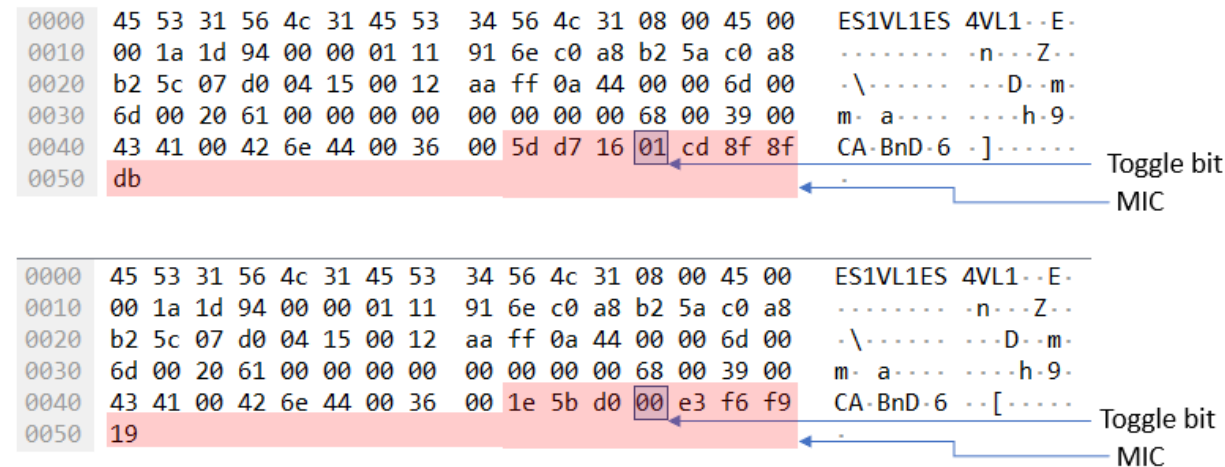 0000 45 53 31 56 4c 31 45 53 34 56 4c 31 08 00 45 00 ES1VL1ES 4VL1··E·
0010 00 1a 1d 94 00 00 01 11 91 6e c0 a8 b2 5a c0 a8 ········ ·n···Z··
0020 b2 5c 07 d0 04 15 00 12 aa ff 0a 44 00 00 6d 00 ·\······ ···D··m·
0030 6d 00 20 61 00 00 00 00 00 00 00 00 68 00 39 00 m· a···· ····h·9·
0040 43 41 00 42 6e 44 00 36 00 5d d7 16 01 cd 8f 8f CA·BnD·6 ·]······
0050 db ·
Toggle bit
MIC
0000 45 53 31 56 4c 31 45 53 34 56 4c 31 08 00 45 00 ES1VL1ES 4VL1··E·
0010 00 1a 1d 94 00 00 01 11 91 6e c0 a8 b2 5a c0 a8 ········ ·n···Z··
0020 b2 5c 07 d0 04 15 00 12 aa ff 0a 44 00 00 6d 00 ·\······ ···D··m·
0030 6d 00 20 61 00 00 00 00 00 00 00 00 68 00 39 00 m· a···· ····h·9·
0040 43 41 00 42 6e 44 00 36 00 1e 5b d0 00 e3 f6 f9 CA·BnD·6 ··[·····
0050 19 ·
Toggle bit
MIC